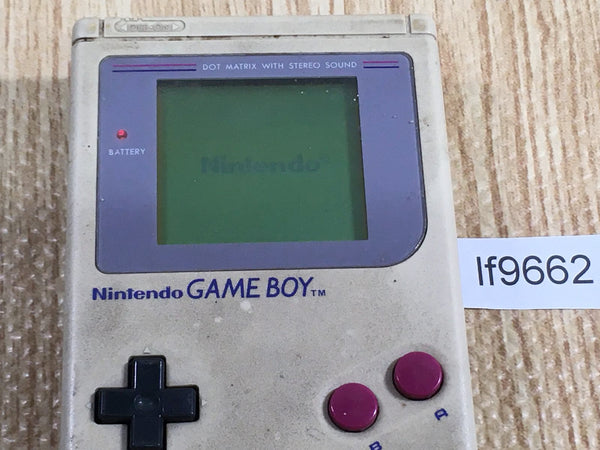 DOT MATRIX WITH STEREO SOUND
BATTERY
Nintendo®
Nintendo GAME BOY™
lf9662
B
A